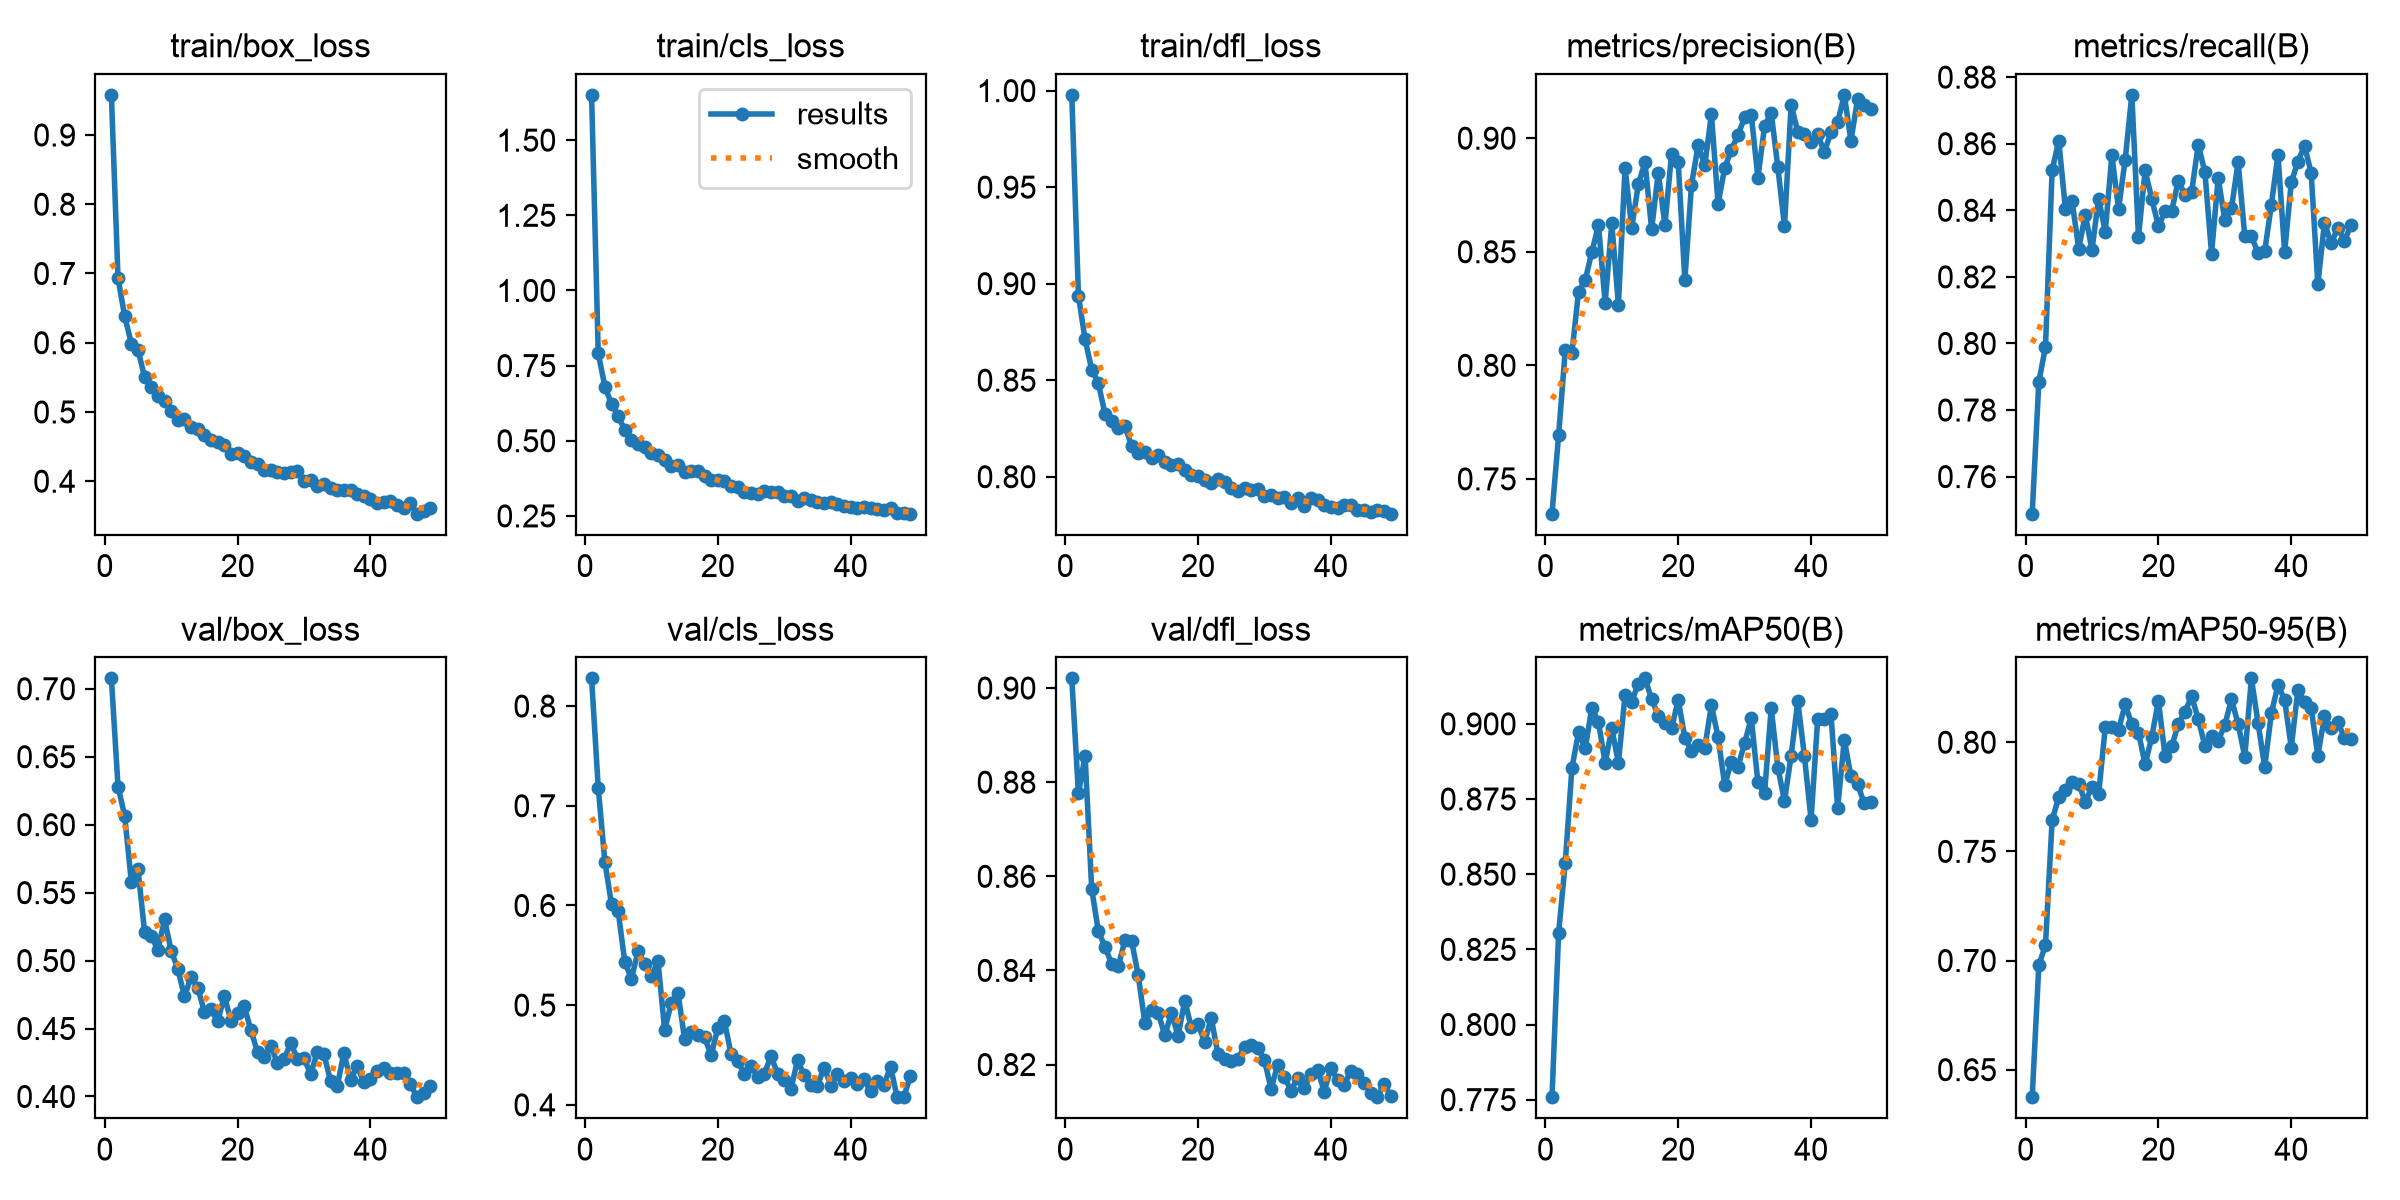 train/box_loss
0.9
0.8
0.7
0.6
0.5
0.4
0 20 40
train/cls_loss
results
smooth
1.50
1.25
1.00
0.75
0.50
0.25
0 20 40
train/dfl_loss
1.00
0.95
0.90
0.85
0.80
0 20 40
metrics/precision(B)
0.90
0.85
0.80
0.75
0 20 40
metrics/recall(B)
0.88
0.86
0.84
0.82
0.80
0.78
0.76
0 20 40
val/box_loss
0.70
0.65
0.60
0.55
0.50
0.45
0.40
0 20 40
val/cls_loss
0.8
0.7
0.6
0.5
0.4
0 20 40
val/dfl_loss
0.90
0.88
0.86
0.84
0.82
0 20 40
metrics/mAP50(B)
0.900
0.875
0.850
0.825
0.800
0.775
0 20 40
metrics/mAP50-95(B)
0.80
0.75
0.70
0.65
0 20 40